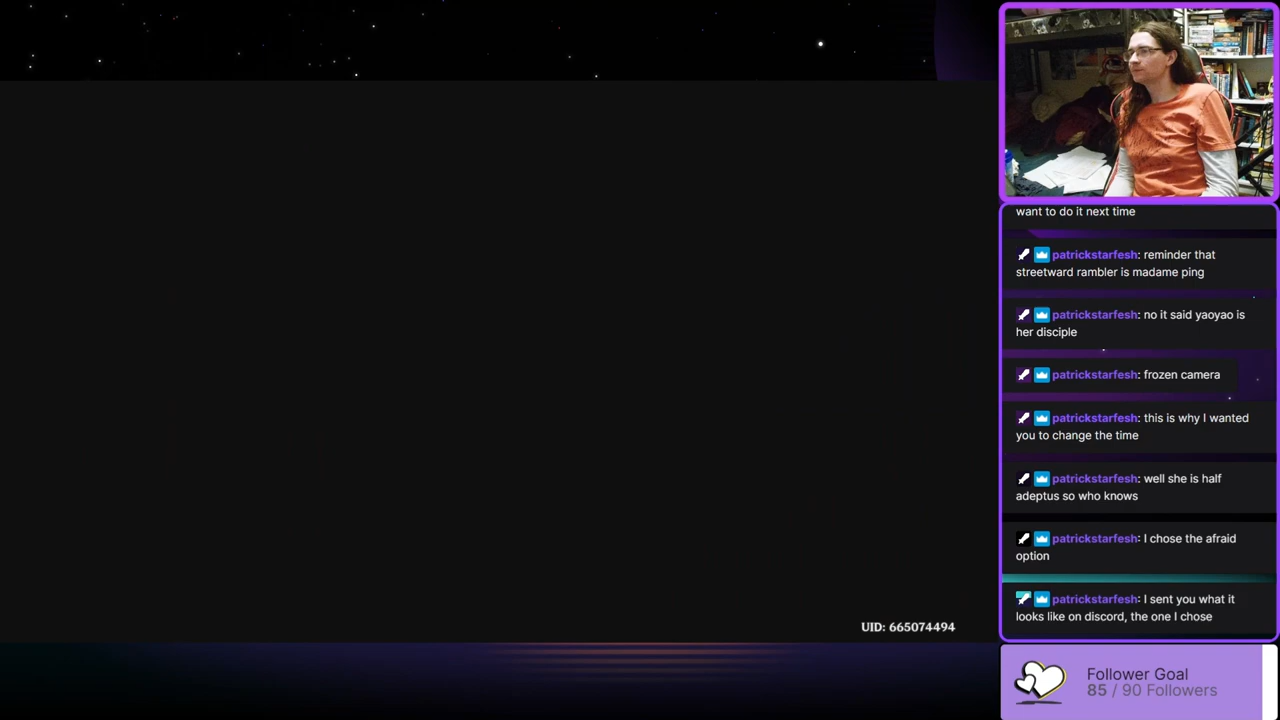 want to do it next time
patrickstarfesh: reminder that
streetward rambler is madame ping
patrickstarfesh: no it said yaoyao is
her disciple
patrickstarfesh: frozen camera
patrickstarfesh: this is why I wanted
you to change the time
patrickstarfesh: well she is half
adeptus so who knows
patrickstarfesh: I chose the afraid
option
patrickstarfesh: I sent you what it
looks like on discord, the one I chose
UID: 665074494
Follower Goal
85 / 90 Followers